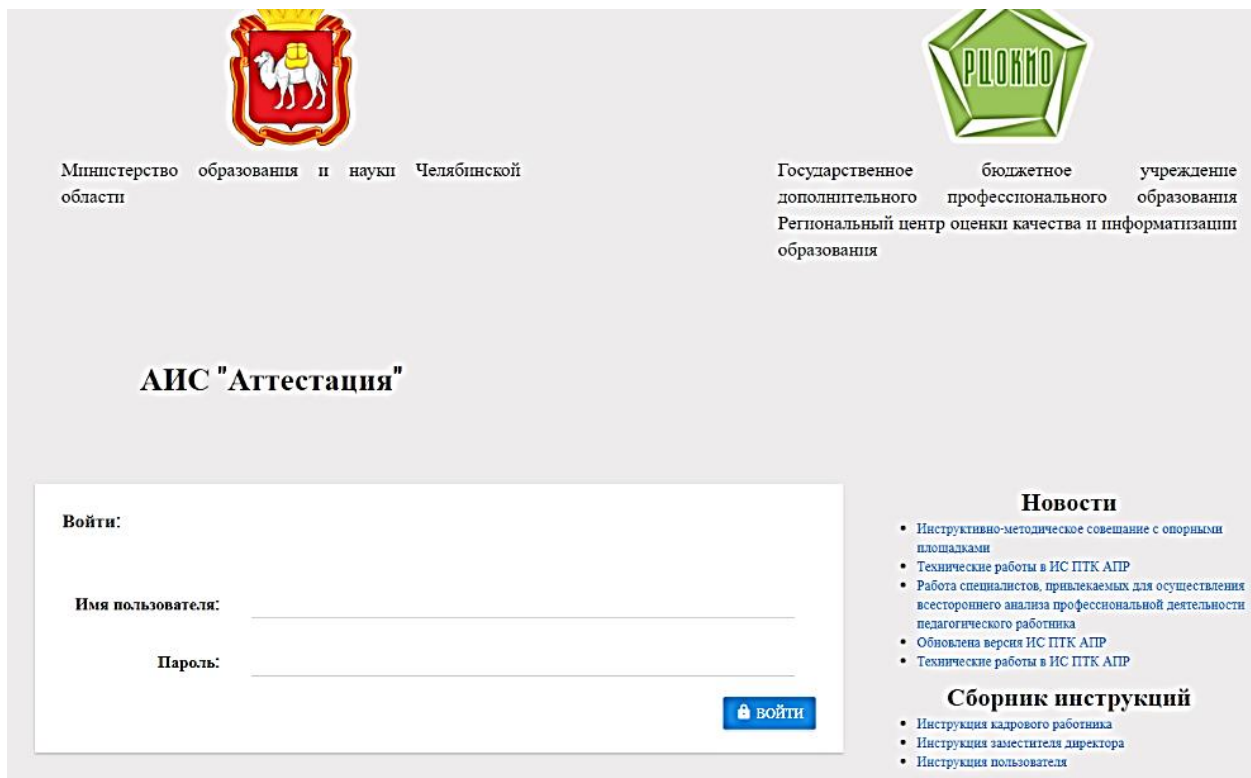 Министерство образования и науки Челябинской
области
РЦОКИО
Государственное бюджетное учреждение
дополнительного профессионального образования
Региональный центр оценки качества и информатизации
образования
АИС "Аттестация"
Войти:
Имя пользователя:
Пароль:
ВОЙТИ
Новости
Инструктивно-методическое совещание с опорными
площадками
Технические работы в ИС ПТК АПР
Работа специалистов, привлекаемых для осуществления
всестороннего анализа профессиональной деятельности
педагогического работника
Обновлена версия ИС ПТК АПР
Технические работы в ИС ПТК АПР
Сборник инструкций
Инструкция кадрового работника
Инструкция заместителя директора
Инструкция пользователя